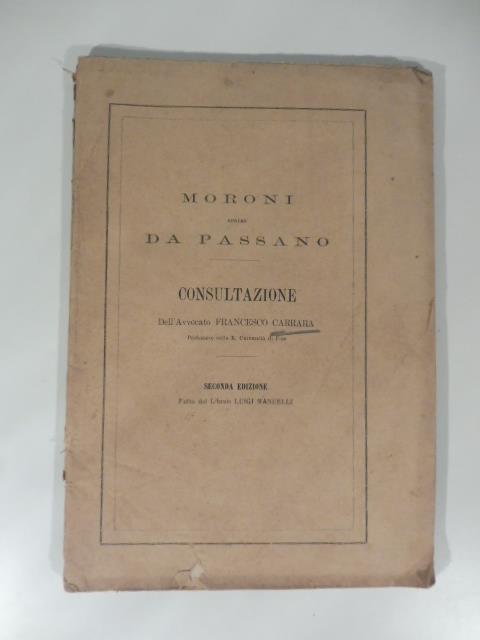 MORONI
CONTRO
DA PASSANO
CONSULTAZIONE
Dell'Avvocato FRANCESCO CARRARA
Professore nella R. Università di Pisa
SECONDA EDIZIONE
Fatta dal Libraio LUIGI